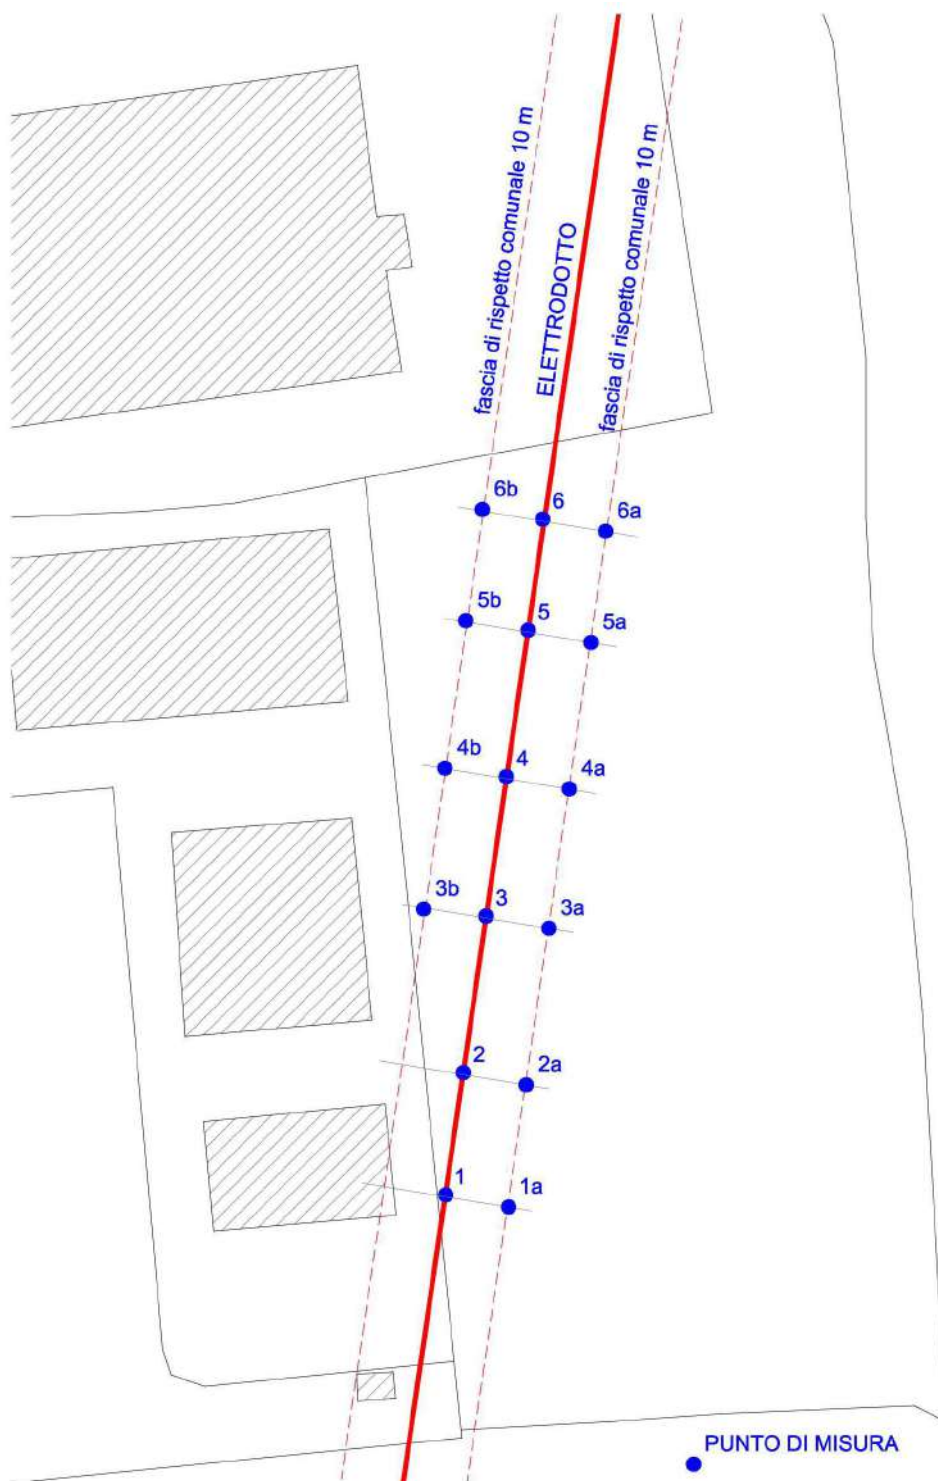 fascia di rispetto comunale 10 m
ELETTRODOTTO
fascia di rispetto comunale 10 m
6b
6
6a
5b
5
5a
4b
4
4a
3b
3
3a
2
2a
1
1a
PUNTO DI MISURA